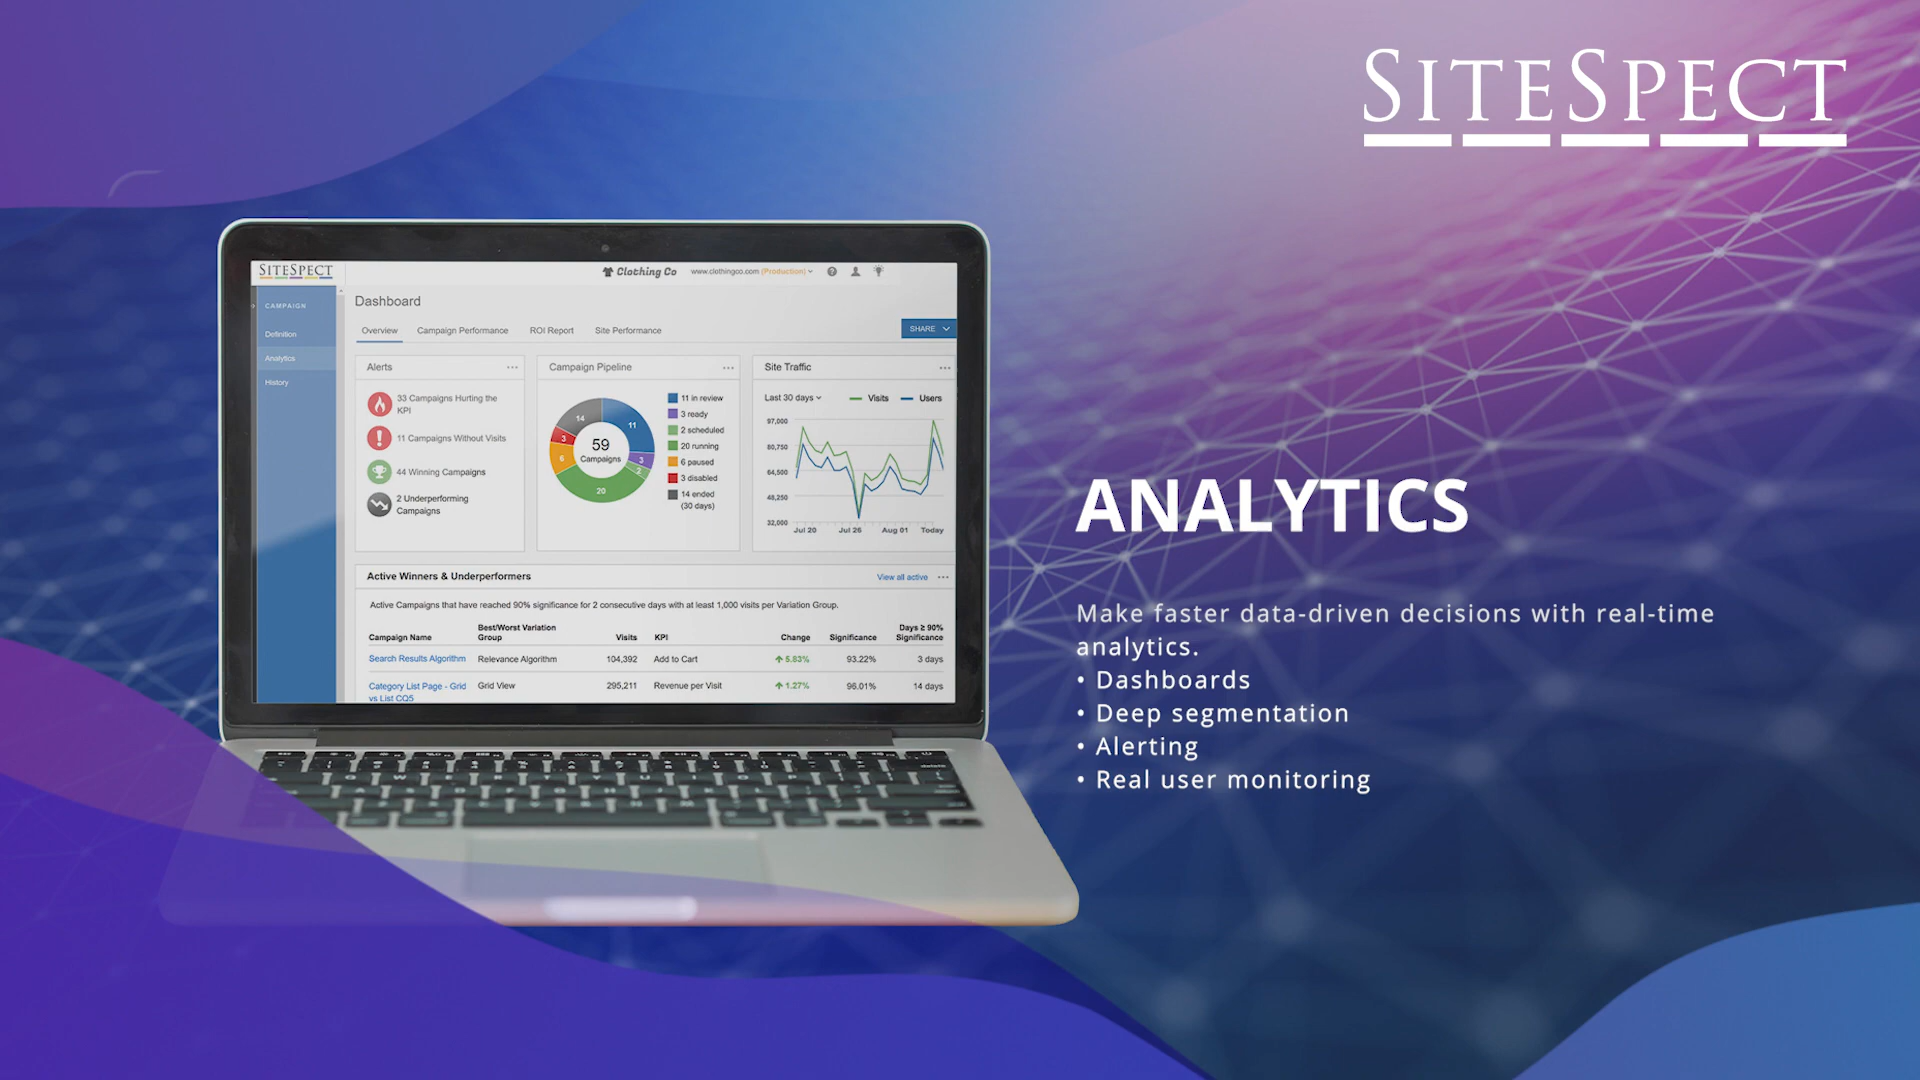 SITESPECT
SITESPECT
Clothing Co www.clothingco.com (Production)
CAMPAIGN
Definition
Analytics
History
Dashboard
Overview Campaign Performance ROI Report Site Performance
SHARE
Alerts
33 Campaigns Hurting the
KPI
11 Campaigns Without Visits
44 Winning Campaigns
2 Underperforming
Campaigns
Campaign Pipeline
14
11
3
3
6
2
20
59
Campaigns
11 in review
3 ready
2 scheduled
20 running
6 paused
3 disabled
14 ended
(30 days)
Site Traffic
Last 30 days
Visits Users
97,000
80,750
64,500
48,250
32,000
Jul 20 Jul 26 Aug 01 Today
Active Winners & Underperformers
View all active
Active Campaigns that have reached 90% significance for 2 consecutive days with at least 1,000 visits per Variation Group.
Campaign Name Best/Worst Variation Group Visits KPI Change Significance Days ≥ 90% Significance
Search Results Algorithm Relevance Algorithm 104,392 Add to Cart 5.83% 93.22% 3 days
Category List Page - Grid Grid View 295,211 Revenue per Visit 1.27% 96.01% 14 days
vs List CQ5
ANALYTICS
Make faster data-driven decisions with real-time
analytics.
• Dashboards
• Deep segmentation
• Alerting
• Real user monitoring